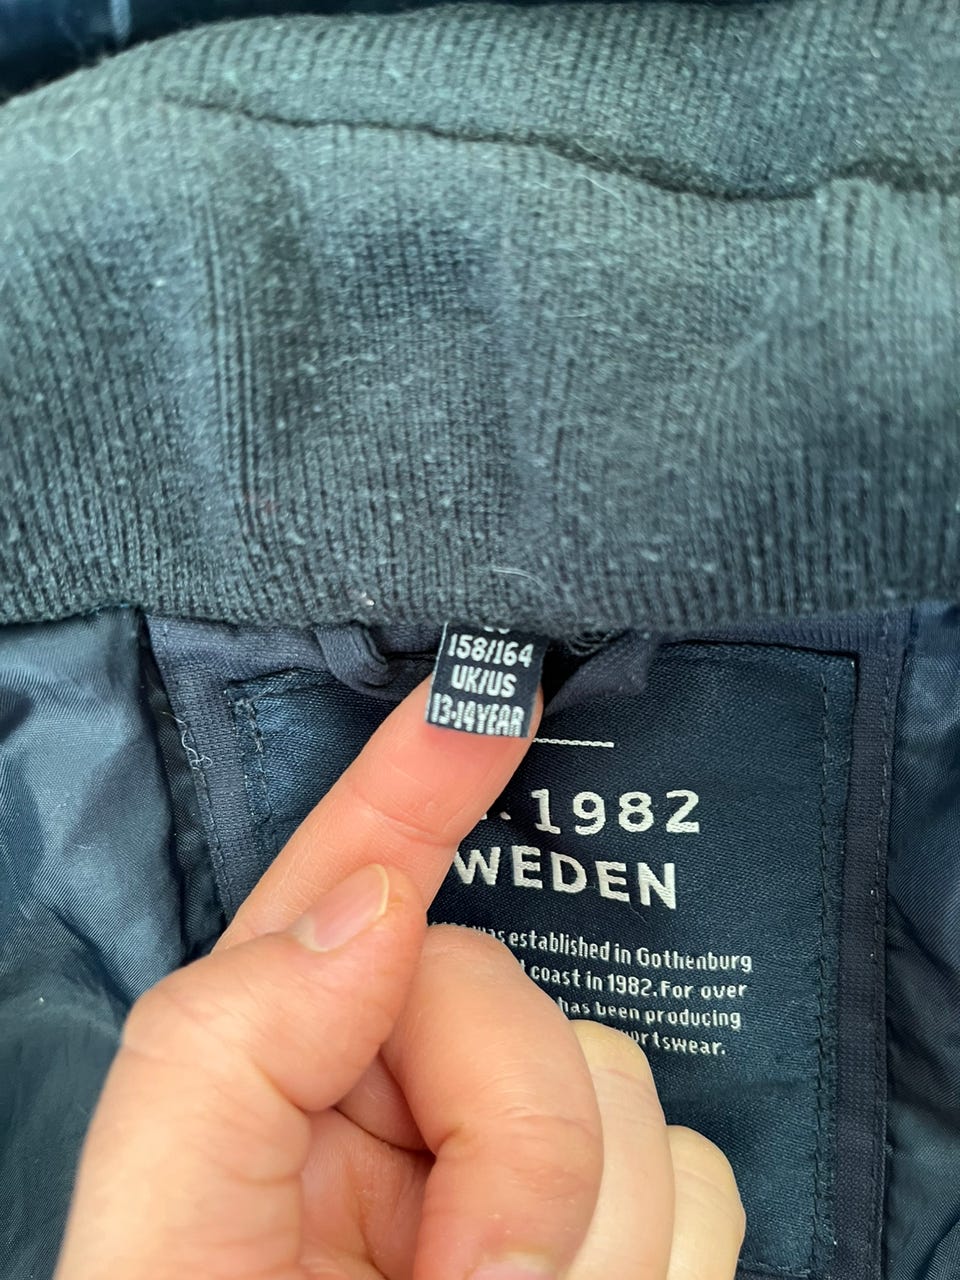 158/164
UK/US
13-14YEAR
1982
WEDEN
was established in Gothenburg
coast in 1982. For over
has been producing
sportswear.